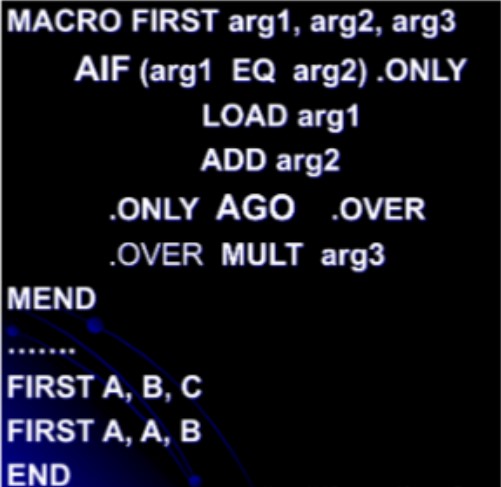 MACRO FIRST arg1, arg2, arg3
AIF (arg1 EQ arg2) .ONLY
LOAD arg1
ADD arg2
.ONLY AGO .OVER
.OVER MULT arg3
MEND
.......
FIRST A, B, C
FIRST A, A, B
END